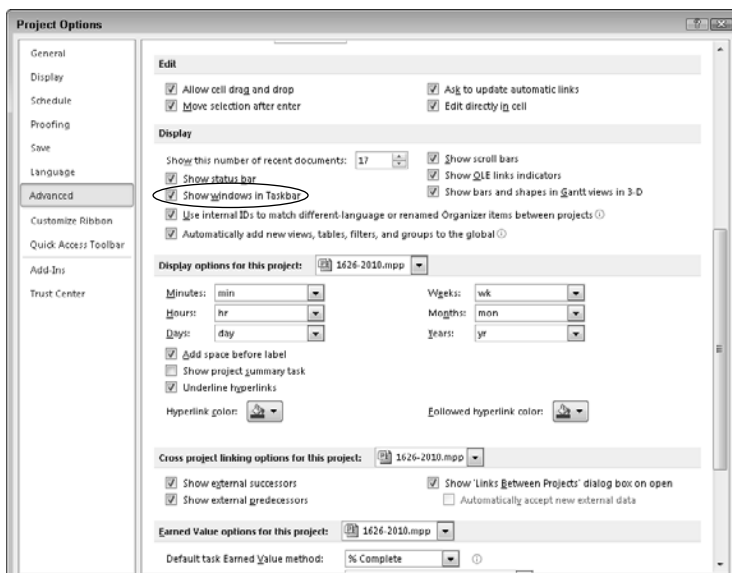 Project Options
General
Display
Schedule
Proofing
Save
Language
Advanced
Customize Ribbon
Quick Access Toolbar
Add-Ins
Trust Center
Edit
Allow cell drag and drop
Ask to update automatic links
Move selection after enter
Edit directly in cell
Display
Show this number of recent documents: 17
Show scroll bars
Show status bar
Show OLE links indicators
Show windows in Taskbar
Show bars and shapes in Gantt views in 3-D
Use internal IDs to match different-language or renamed Organizer items between projects
Automatically add new views, tables, filters, and groups to the global
Display options for this project: 1626-2010.mpp
Minutes: min
Weeks: wk
Hours: hr
Months: mon
Days: day
Years: yr
Add space before label
Show project summary task
Underline hyperlinks
Hyperlink color:
Followed hyperlink color:
Cross project linking options for this project: 1626-2010.mpp
Show external successors
Show 'Links Between Projects' dialog box on open
Show external predecessors
Automatically accept new external data
Earned Value options for this project: 1626-2010.mpp
Default task Earned Value method: % Complete